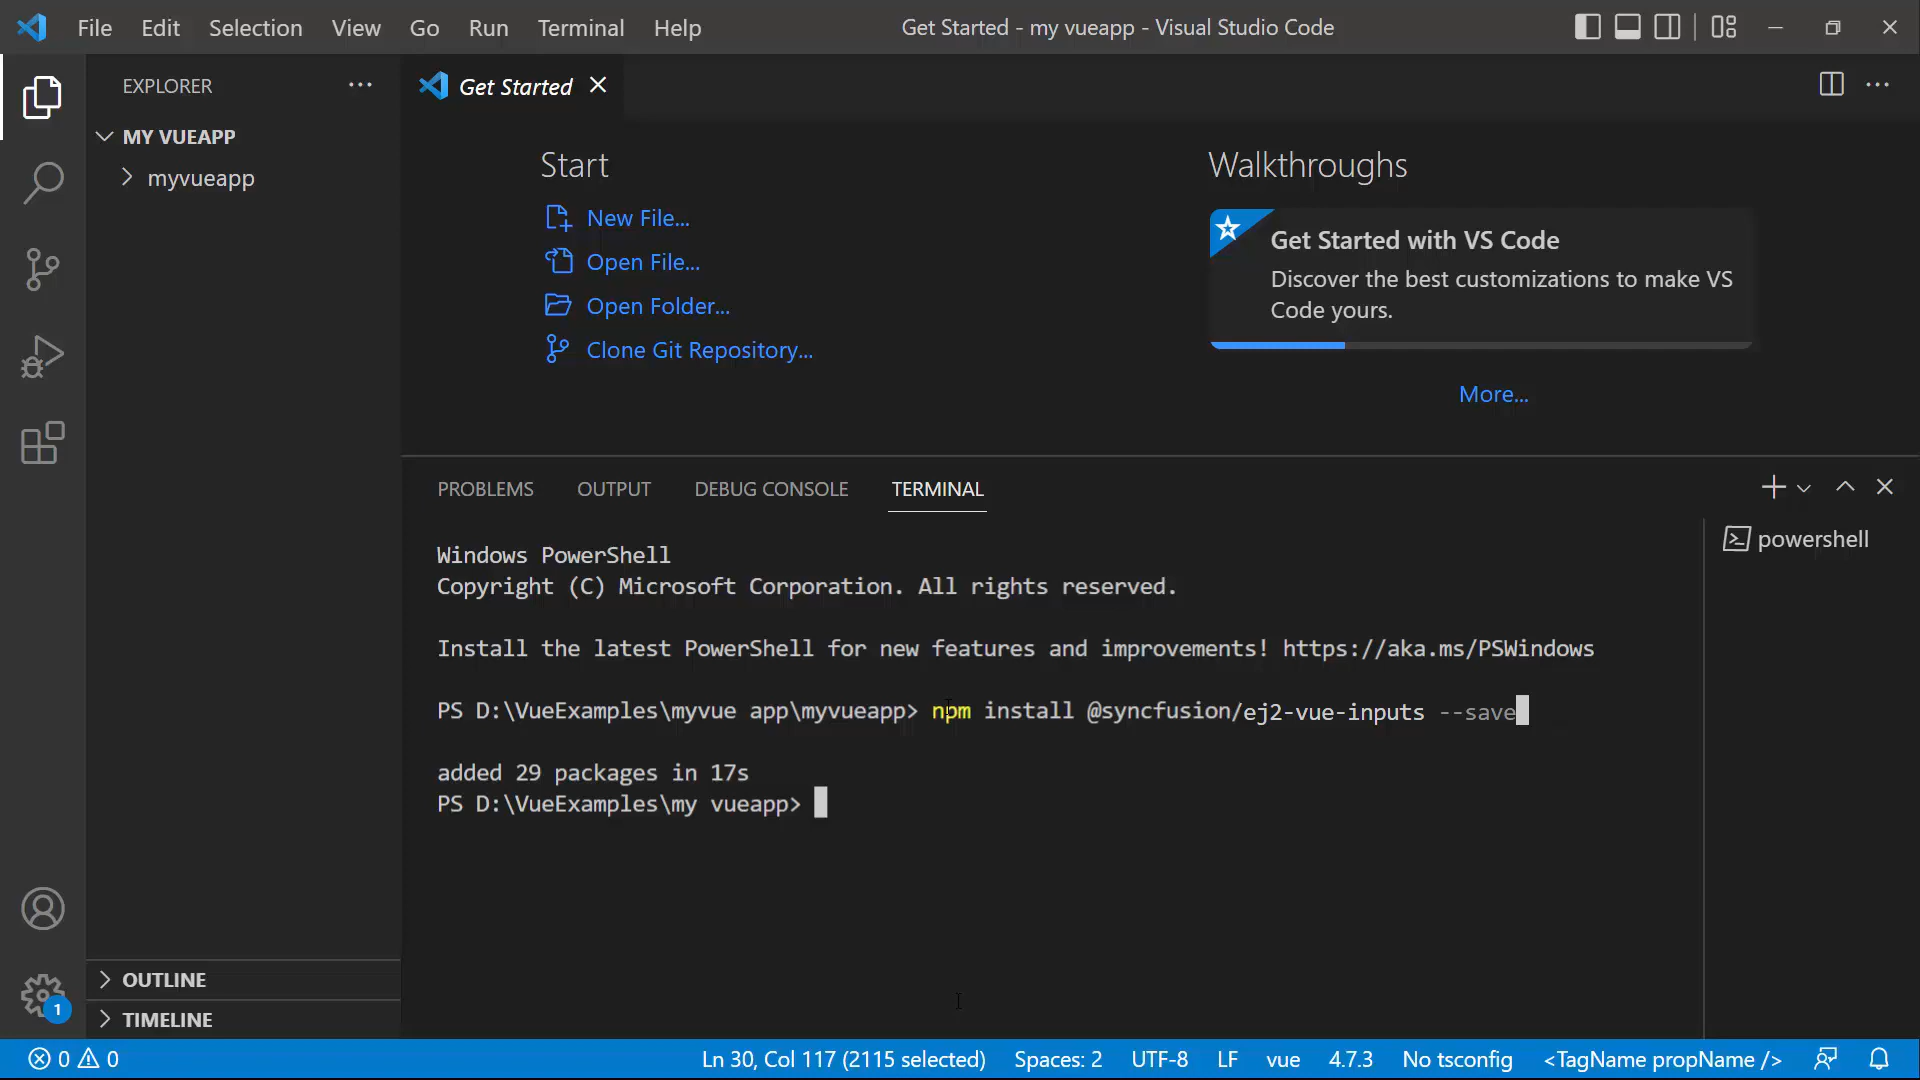 File Edit Selection View Go Run Terminal Help
Get Started - my vueapp - Visual Studio Code
EXPLORER
MY VUEAPP
myvueapp
Get Started
Start
New File...
Open File...
Open Folder...
Clone Git Repository...
Walkthroughs
Get Started with VS Code
Discover the best customizations to make VS
Code yours.
More...
PROBLEMS OUTPUT DEBUG CONSOLE TERMINAL
powershell
Windows PowerShell
Copyright (C) Microsoft Corporation. All rights reserved.
Install the latest PowerShell for new features and improvements! https://aka.ms/PSWindows
PS D:\VueExamples\myvue app\myvueapp> npm install @syncfusion/ej2-vue-inputs --save
added 29 packages in 17s
PS D:\VueExamples\my vueapp>
OUTLINE
TIMELINE
1
0 0
Ln 30, Col 117 (2115 selected) Spaces: 2 UTF-8 LF vue 4.7.3 No tsconfig <TagName propName />